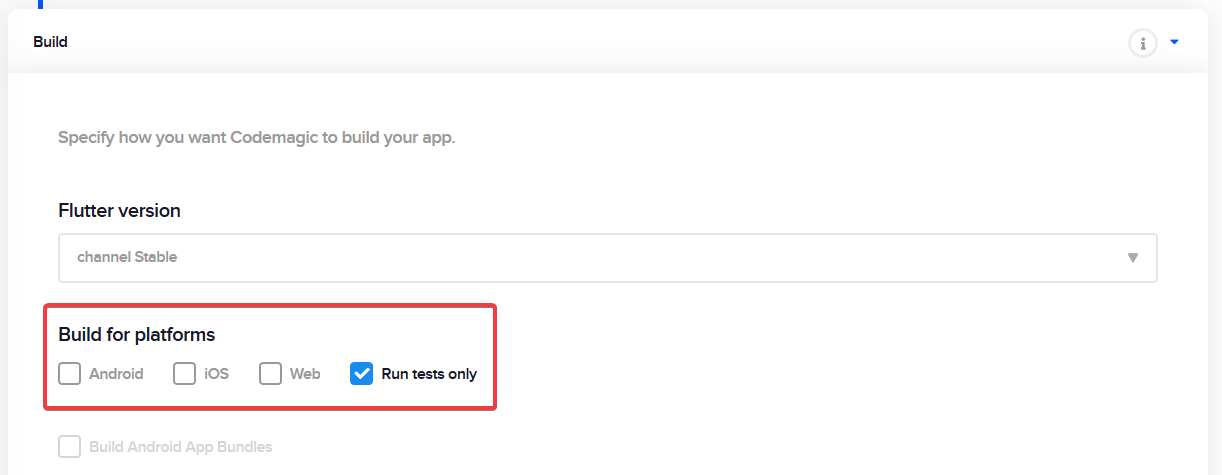 Build
Specify how you want Codemagic to build your app.
Flutter version
channel Stable
Build for platforms
Android iOS Web Run tests only
Build Android App Bundles